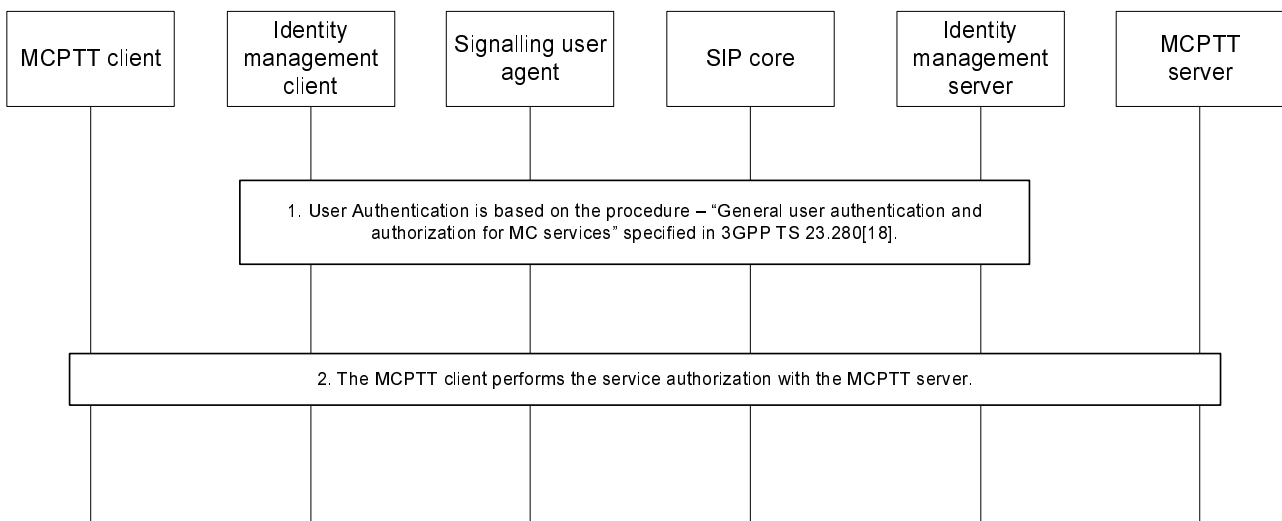 MCPTT client
Identity
management
client
Signalling user
agent
SIP core
Identity
management
server
MCPTT
server
1. User Authentication is based on the procedure – “General user authentication and
authorization for MC services” specified in 3GPP TS 23.280[18].
2. The MCPTT client performs the service authorization with the MCPTT server.